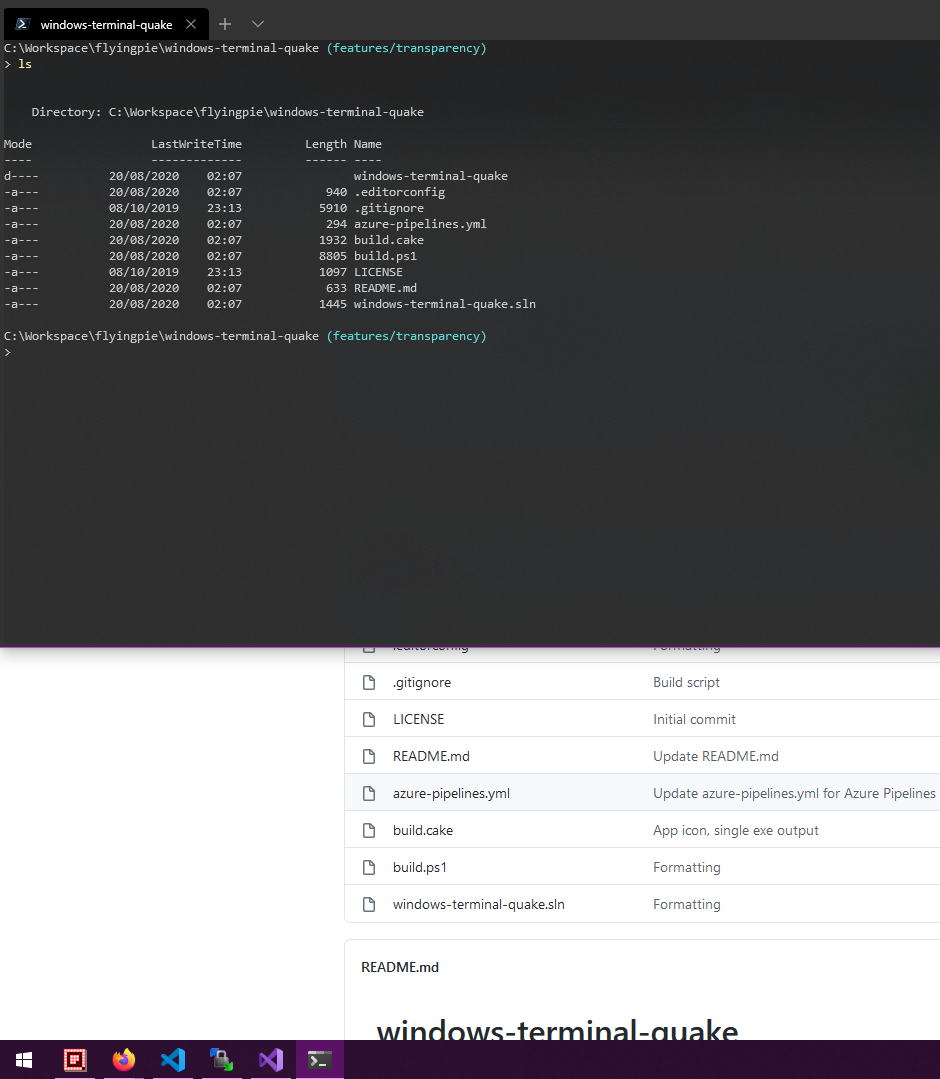 windows-terminal-quake
C:\Workspace\flyingpie\windows-terminal-quake (features/transparency)
> ls
Directory: C:\Workspace\flyingpie\windows-terminal-quake
Mode LastWriteTime Length Name
---- ------------- ------ ----
d---- 20/08/2020 02:07 windows-terminal-quake
-a--- 20/08/2020 02:07 940 .editorconfig
-a--- 08/10/2019 23:13 5910 .gitignore
-a--- 20/08/2020 02:07 294 azure-pipelines.yml
-a--- 20/08/2020 02:07 1932 build.cake
-a--- 20/08/2020 02:07 8805 build.ps1
-a--- 08/10/2019 23:13 1097 LICENSE
-a--- 20/08/2020 02:07 633 README.md
-a--- 20/08/2020 02:07 1445 windows-terminal-quake.sln
C:\Workspace\flyingpie\windows-terminal-quake (features/transparency)
>
.editorconfig Formatting
.gitignore Build script
LICENSE Initial commit
README.md Update README.md
azure-pipelines.yml Update azure-pipelines.yml for Azure Pipelines
build.cake App icon, single exe output
build.ps1 Formatting
windows-terminal-quake.sln Formatting
README.md
windows-terminal-quake